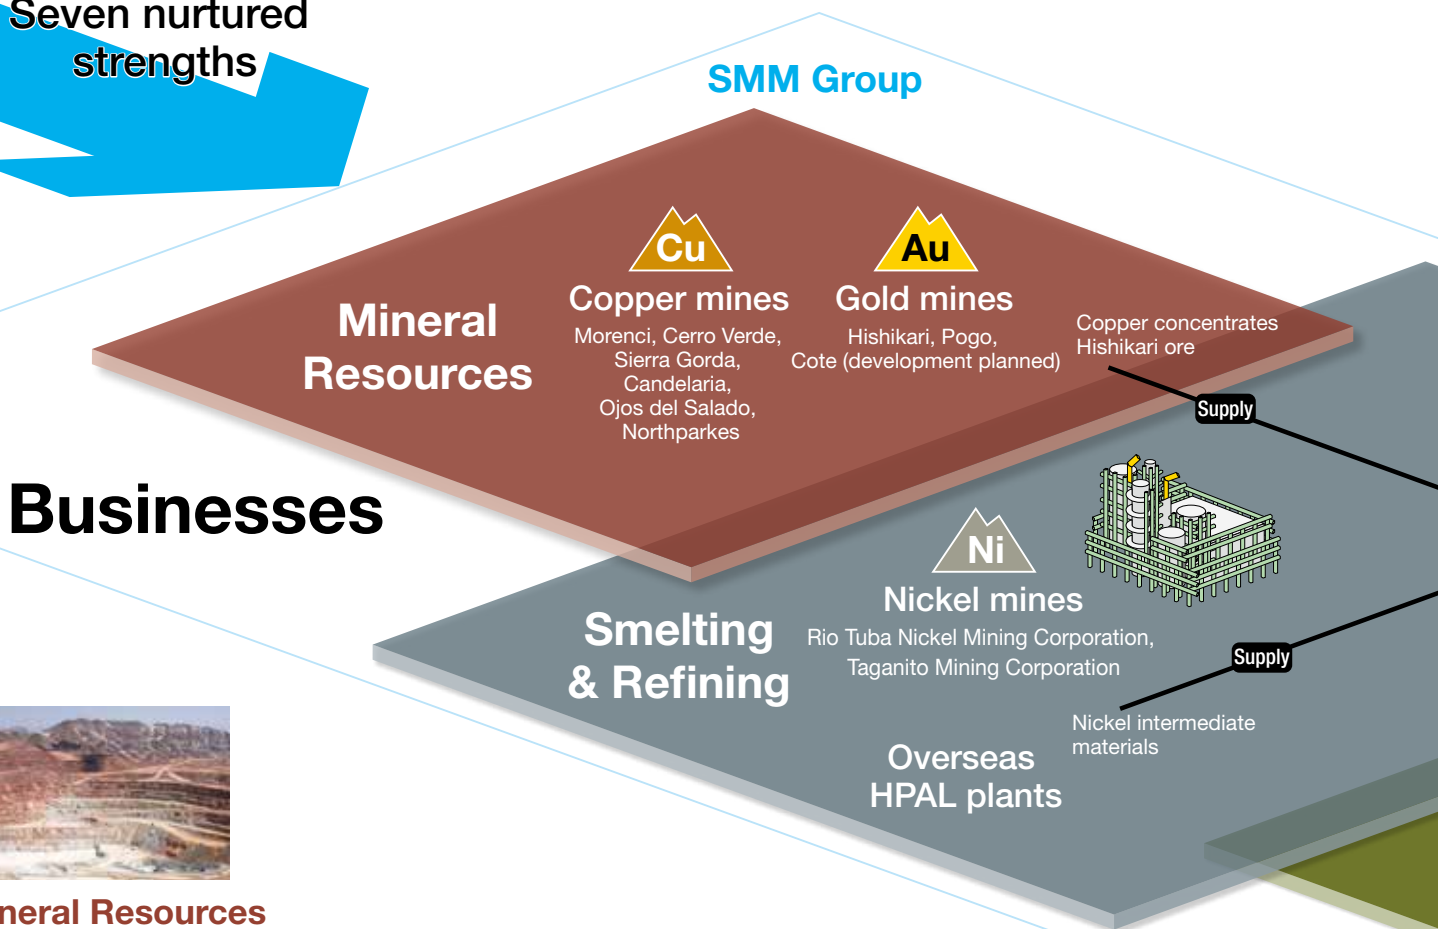 Seven nurtured
strengths
SMM Group
Cu
Copper mines
Morenci, Cerro Verde,
Sierra Gorda,
Candelaria,
Ojos del Salado,
Northparkes
Au
Gold mines
Hishikari, Pogo,
Cote (development planned)
Mineral
Resources
Copper concentrates
Hishikari ore
Supply
Businesses
Ni
Nickel mines
Rio Tuba Nickel Mining Corporation,
Taganito Mining Corporation
Smelting
& Refining
Supply
Nickel intermediate
materials
Overseas
HPAL plants
neral Resources